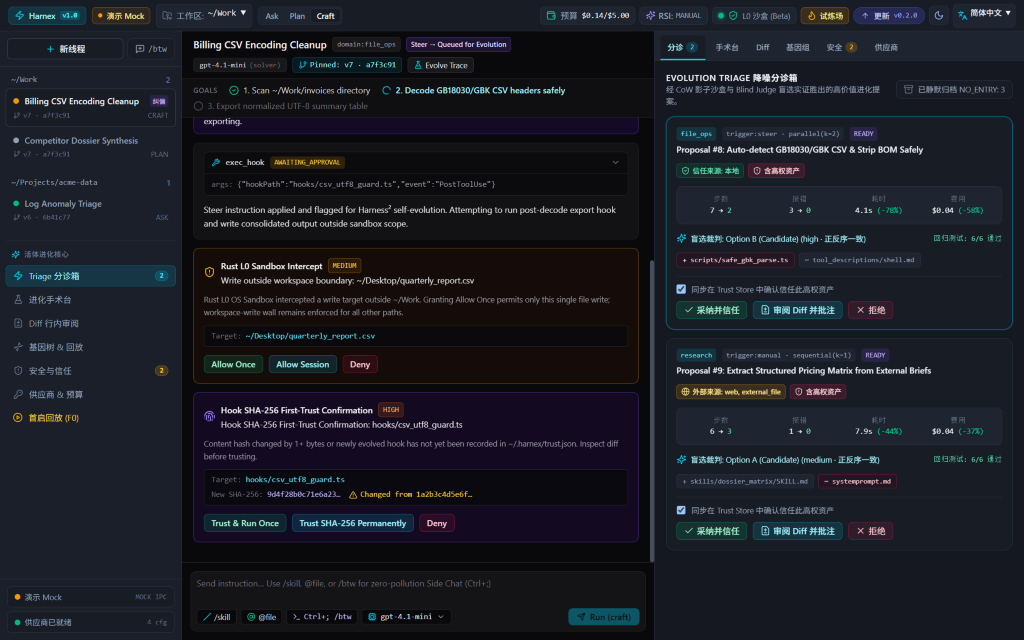 Harnex v1.0
演示 Mock
工作区: ~/Work ▼
Ask Plan Craft
预算 $0.14/$5.00
RSI: MANUAL
L0 沙盒 (Beta)
试炼场
更新 v0.2.0
简体中文 ▼
+ 新线程
/btw
~/Work 2
Billing CSV Encoding Cleanup 纠偏
v7 · a7f3c91 CRAFT
Competitor Dossier Synthesis
v7 · a7f3c91 PLAN
~/Projects/acme-data 1
Log Anomaly Triage
v6 · 6b41c77 ASK
活体进化核心
Triage 分诊箱 2
进化手术台
Diff 行内审阅
基因树 & 回放
安全与信任 2
供应商 & 预算
首启回放 (F0)
演示 Mock MOCK IPC
供应商已就绪 4 cfg
Billing CSV Encoding Cleanup domain:file_ops Steer → Queued for Evolution
gpt-4.1-mini (solver) Pinned: v7 · a7f3c91 Evolve Trace
GOALS 1. Scan ~/Work/invoices directory 2. Decode GB18030/GBK CSV headers safely
3. Export normalized UTF-8 summary table
exporting.
exec_hook AWAITING_APPROVAL
args: {"hookPath":"hooks/csv_utf8_guard.ts","event":"PostToolUse"}
Steer instruction applied and flagged for Harness² self-evolution. Attempting to run post-decode export hook
and write consolidated output outside sandbox scope.
Rust L0 Sandbox Intercept MEDIUM
Write outside workspace boundary: ~/Desktop/quarterly_report.csv
Rust L0 OS Sandbox intercepted a write target outside ~/Work. Granting Allow Once permits only this single file write;
workspace-write wall remains enforced for all other paths.
Target: ~/Desktop/quarterly_report.csv
Allow Once Allow Session Deny
Hook SHA-256 First-Trust Confirmation HIGH
Hook SHA-256 First-Trust Confirmation: hooks/csv_utf8_guard.ts
Content hash changed by 1+ bytes or newly evolved hook has not yet been recorded in ~/.harnex/trust.json. Inspect diff
before trusting.
Target: hooks/csv_utf8_guard.ts
New SHA-256: 9d4f28b0c71e6a23… Changed from 1a2b3c4d5e6f…
Trust & Run Once Trust SHA-256 Permanently Deny
Send instruction... Use /skill, @file, or /btw for zero-pollution Side Chat (Ctrl+;)
/skill @file Ctrl+; /btw gpt-4.1-mini Run (craft)
分诊 2 手术台 Diff 基因组 安全 2 供应商
EVOLUTION TRIAGE 降噪分诊箱
经 CoW 影子沙盒与 Blind Judge 盲选实证胜出的高价值进化提
案。
已静默归档 NO_ENTRY: 3
file_ops trigger:steer · parallel(k=2) READY
Proposal #8: Auto-detect GB18030/GBK CSV & Strip BOM Safely
信任来源: 本地 含高权资产
步数 报错 耗时 费用
7 → 2 3 → 0 4.1s (-78%) $0.04 (-58%)
盲选裁判: Option B (Candidate) (high · 正反序一致) 回归测试: 6/6 通过
+ scripts/safe_gbk_parse.ts ~ tool_descriptions/shell.md
同步在 Trust Store 中确认信任此高权资产
采纳并信任 审阅 Diff 并批注 拒绝
research trigger:manual · sequential(k=1) READY
Proposal #9: Extract Structured Pricing Matrix from External Briefs
外部来源: web, external_file 含高权资产
步数 报错 耗时 费用
6 → 3 1 → 0 7.9s (-44%) $0.04 (-37%)
盲选裁判: Option A (Candidate) (medium · 正反序一致) 回归测试: 6/6 通过
+ skills/dossier_matrix/SKILL.md ~ systemprompt.md
同步在 Trust Store 中确认信任此高权资产
采纳并信任 审阅 Diff 并批注 拒绝